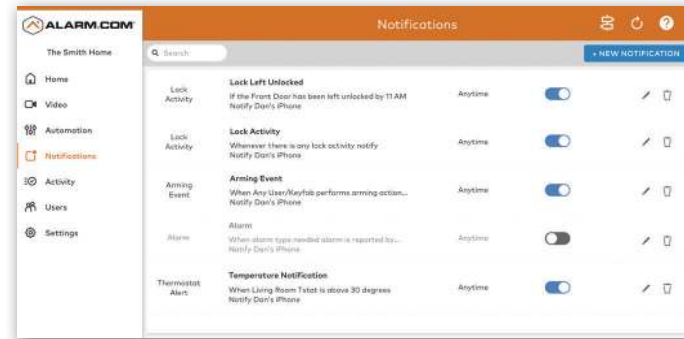 ALARM.COM
Notifications
The Smith Home
Search
+ NEW NOTIFICATION
Home
Video
Automation
Notifications
Activity
Users
Settings
Lock Activity
Lock Left Unlocked
If the Front Door has been left unlocked by 11 AM
Notify Dan's iPhone
Anytime
Lock Activity
Lock Activity
Whenever there is any lock activity notify
Notify Dan's iPhone
Anytime
Arming Event
Arming Event
When Any User/Keyfob performs arming action...
Notify Dan's iPhone
Anytime
Alarm
Alarm
When alarm type needed alarm is reported by...
Notify Dan's iPhone
Anytime
Thermostat Alert
Temperature Notification
When Living Room Tstat is above 30 degrees
Notify Dan's iPhone
Anytime